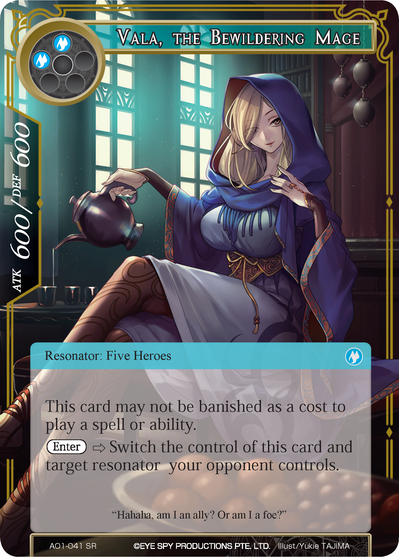 Vala, the Bewildering Mage
ATK 600/DEF 600
Resonator: Five Heroes
This card may not be banished as a cost to
play a spell or ability.
Enter ⇨ Switch the control of this card and
target resonator your opponent controls.
“Hahaha, am I an ally? Or am I a foe?”
AO1-041 SR ©EYE SPY PRODUCTIONS PTE. LTD. Illust/Yukie TAJIMA